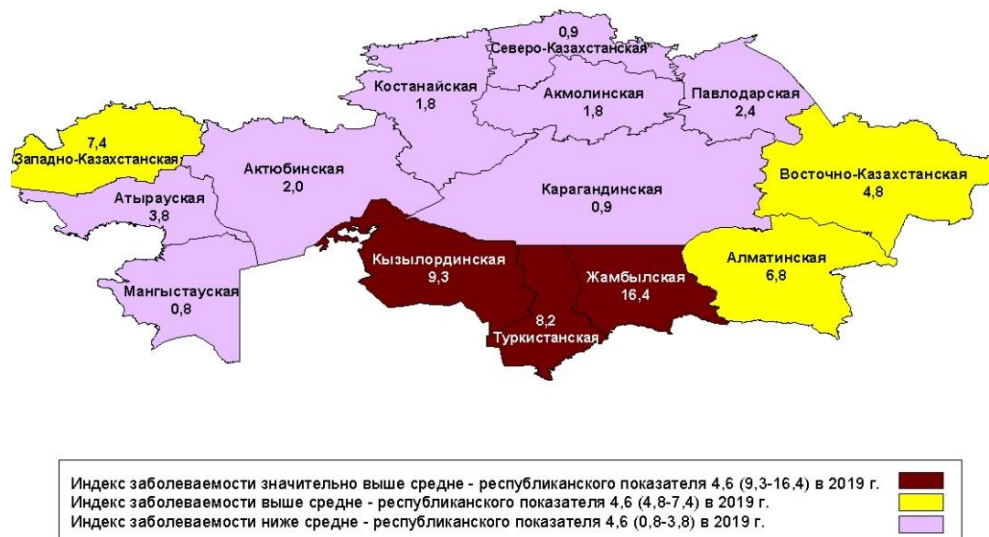 0,9
Северо-Казахстанская
Костанайская
1,8
Акмолинская
1,8
Павлодарская
2,4
7,4
Западно-Казахстанская
Актюбинская
2,0
Атырауская
3,8
Карагандинская
0,9
Восточно-Казахстанская
4,8
Мангыстауская
0,8
Кызылординская
9,3
Жамбылская
16,4
Алматинская
6,8
8,2
Туркистанская
Индекс заболеваемости значительно выше средне - республиканского показателя 4,6 (9,3-16,4) в 2019 г.
Индекс заболеваемости выше средне - республиканского показателя 4,6 (4,8-7,4) в 2019 г.
Индекс заболеваемости ниже средне - республиканского показателя 4,6 (0,8-3,8) в 2019 г.